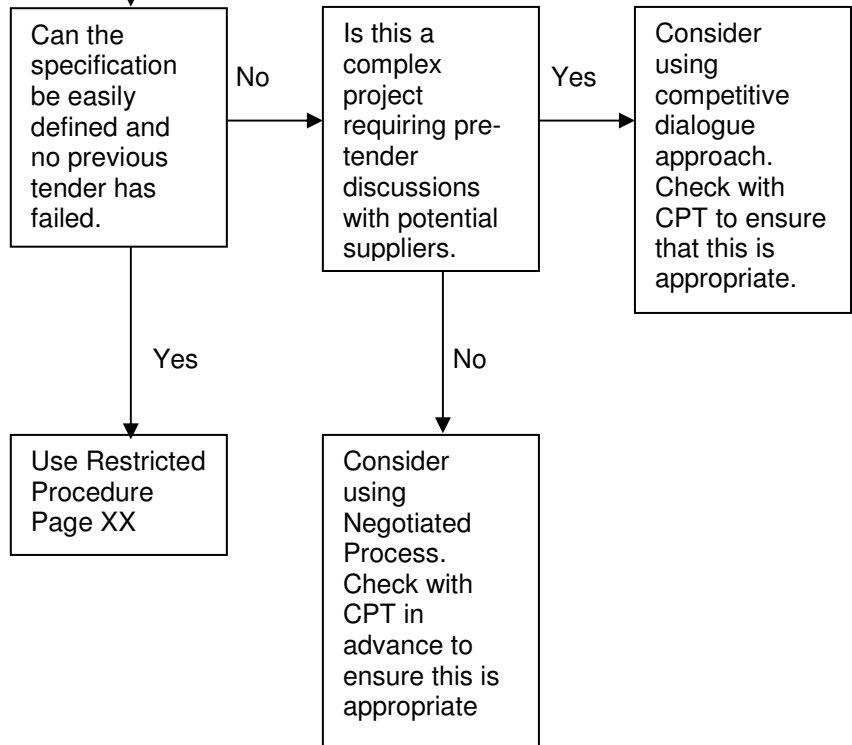 Can the
specification
be easily
defined and
no previous
tender has
failed.
No
Is this a
complex
project
requiring pre-
tender
discussions
with potential
suppliers.
Yes
Consider
using
competitive
dialogue
approach.
Check with
CPT to ensure
that this is
appropriate.
Yes
No
Use Restricted
Procedure
Page XX
Consider
using
Negotiated
Process.
Check with
CPT in
advance to
ensure this is
appropriate